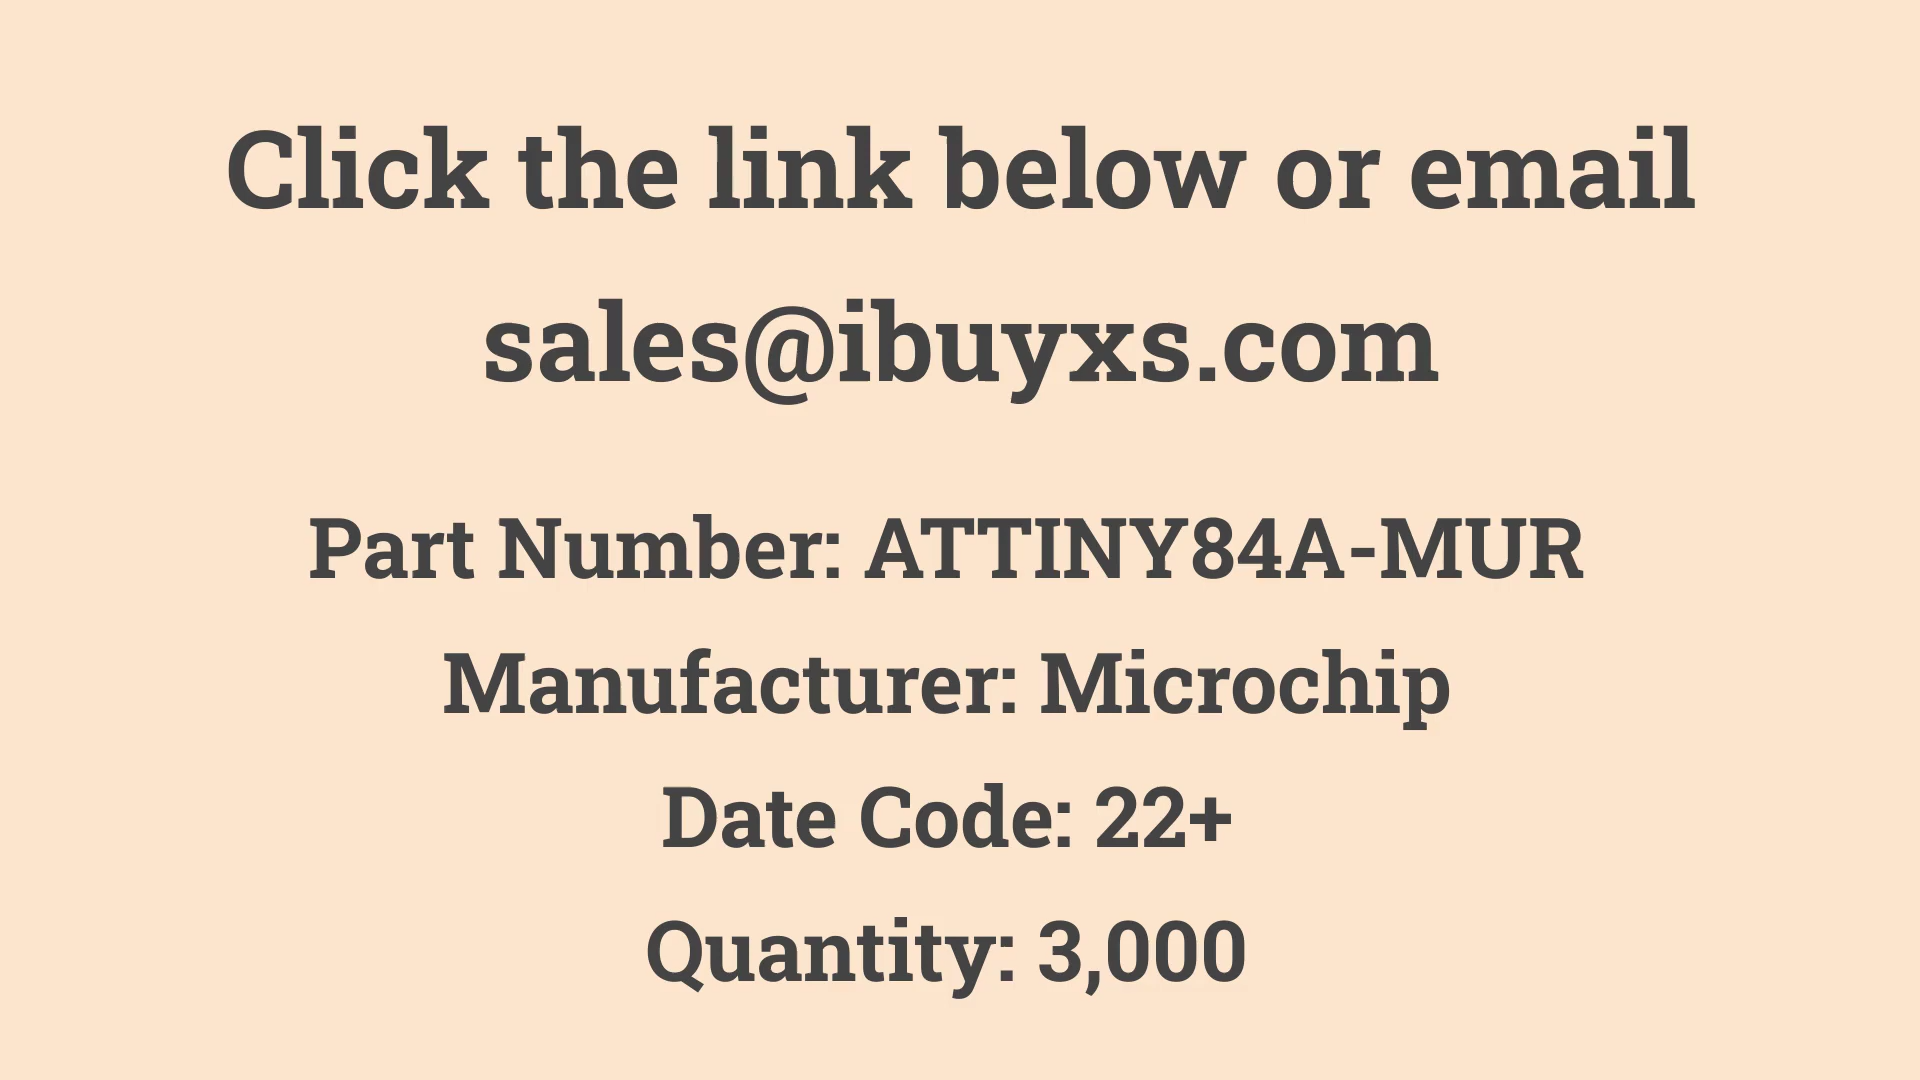 Click the link below or email
sales@ibuyxs.com
Part Number: ATTINY84A-MUR
Manufacturer: Microchip
Date Code: 22+
Quantity: 3,000